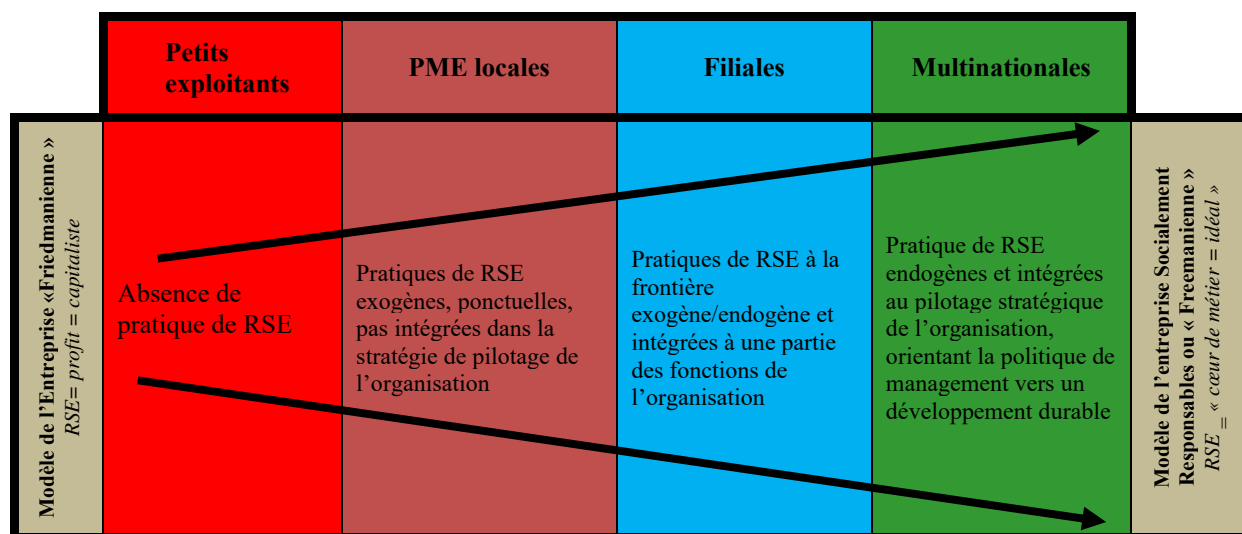 Petits
exploitants
PME locales
Filiales
Multinationales
Modèle de l'Entreprise «Friedmanienne »
RSE= profit = capitaliste
Absence de
pratique de RSE
Pratiques de RSE
exogènes, ponctuelles,
pas intégrées dans la
stratégie de pilotage de
l'organisation
Pratiques de RSE à la
frontière
exogène/endogène et
intégrées à une partie
des fonctions de
l'organisation
Pratique de RSE
endogènes et intégrées
au pilotage stratégique
de l'organisation,
orientant la politique de
management vers un
développement durable
Modèle de l'entreprise Socialement
Responsables ou « Freemanienne »
RSE = « cœur de métier = idéal »